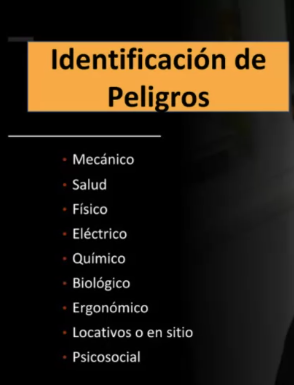 Identificación de
Peligros
• Mecánico
• Salud
• Físico
• Eléctrico
• Químico
• Biológico
• Ergonómico
• Locativos o en sitio
• Psicosocial